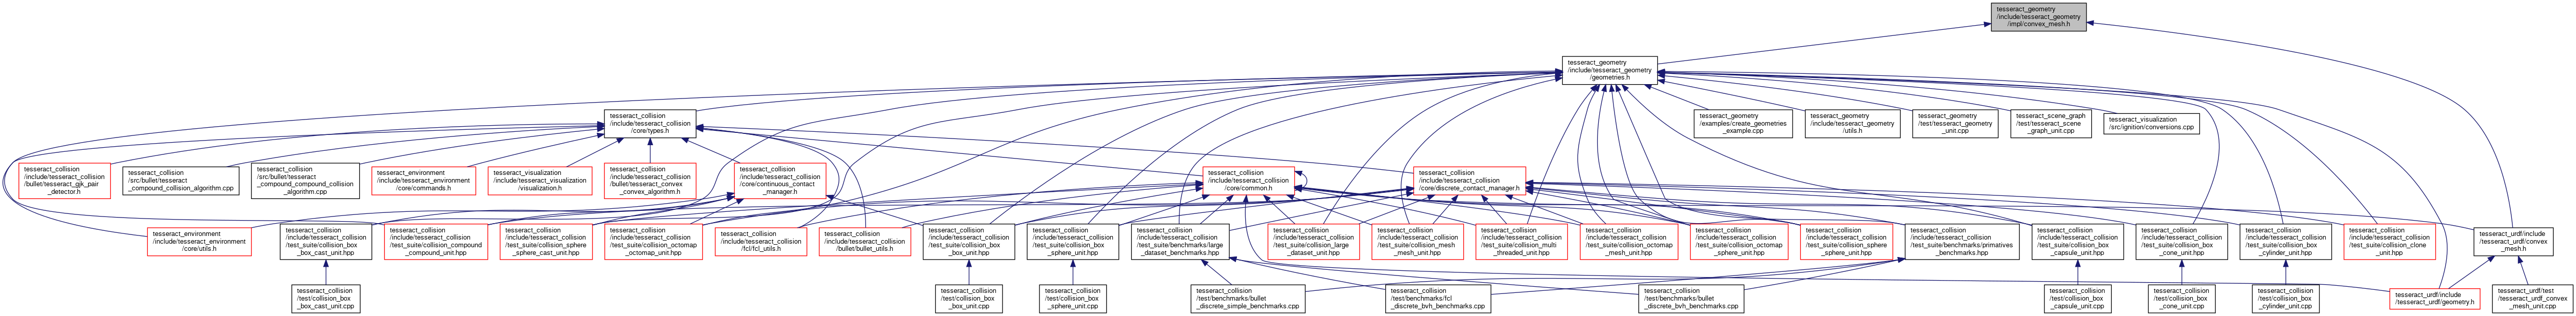 tesseract_geometry
/include/tesseract_geometry
/impl/convex_mesh.h
tesseract_geometry
/include/tesseract_geometry
/geometries.h
tesseract_collision
/include/tesseract_collision
/core/types.h
tesseract_geometry
/examples/create_geometries
_example.cpp
tesseract_geometry
/include/tesseract_geometry
/utils.h
tesseract_geometry
/test/tesseract_geometry
_unit.cpp
tesseract_scene_graph
/test/tesseract_scene
_graph_unit.cpp
tesseract_visualization
/src/ignition/conversions.cpp
tesseract_collision
/include/tesseract_collision
/bullet/tesseract_gjk_pair
_detector.h
tesseract_collision
/src/bullet/tesseract
_compound_collision_algorithm.cpp
tesseract_collision
/src/bullet/tesseract
_compound_compound_collision
_algorithm.cpp
tesseract_environment
/include/tesseract_environment
/core/commands.h
tesseract_visualization
/include/tesseract_visualization
/visualization.h
tesseract_collision
/include/tesseract_collision
/bullet/tesseract_convex
_convex_algorithm.h
tesseract_collision
/include/tesseract_collision
/core/continuous_contact
_manager.h
tesseract_collision
/include/tesseract_collision
/core/common.h
tesseract_collision
/include/tesseract_collision
/core/discrete_contact_manager.h
tesseract_environment
/include/tesseract_environment
/core/utils.h
tesseract_collision
/include/tesseract_collision
/test_suite/collision_box
_box_cast_unit.hpp
tesseract_collision
/include/tesseract_collision
/test_suite/collision_compound
_compound_unit.hpp
tesseract_collision
/include/tesseract_collision
/test_suite/collision_sphere
_sphere_cast_unit.hpp
tesseract_collision
/include/tesseract_collision
/test_suite/collision_octomap
_octomap_unit.hpp
tesseract_collision
/include/tesseract_collision
/fcl/fcl_utils.h
tesseract_collision
/include/tesseract_collision
/bullet/bullet_utils.h
tesseract_collision
/include/tesseract_collision
/test_suite/collision_box
_box_unit.hpp
tesseract_collision
/include/tesseract_collision
/test_suite/collision_box
_sphere_unit.hpp
tesseract_collision
/include/tesseract_collision
/test_suite/benchmarks/large
_dataset_benchmarks.hpp
tesseract_collision
/include/tesseract_collision
/test_suite/collision_large
_dataset_unit.hpp
tesseract_collision
/include/tesseract_collision
/test_suite/collision_mesh
_mesh_unit.hpp
tesseract_collision
/include/tesseract_collision
/test_suite/collision_multi
_threaded_unit.hpp
tesseract_collision
/include/tesseract_collision
/test_suite/collision_octomap
_mesh_unit.hpp
tesseract_collision
/include/tesseract_collision
/test_suite/collision_octomap
_sphere_unit.hpp
tesseract_collision
/include/tesseract_collision
/test_suite/collision_sphere
_sphere_unit.hpp
tesseract_collision
/include/tesseract_collision
/test_suite/benchmarks/primatives
_benchmarks.hpp
tesseract_collision
/include/tesseract_collision
/test_suite/collision_box
_capsule_unit.hpp
tesseract_collision
/include/tesseract_collision
/test_suite/collision_box
_cone_unit.hpp
tesseract_collision
/include/tesseract_collision
/test_suite/collision_box
_cylinder_unit.hpp
tesseract_collision
/include/tesseract_collision
/test_suite/collision_clone
_unit.hpp
tesseract_urdf/include
/tesseract_urdf/convex
_mesh.h
tesseract_collision
/test/collision_box
_box_cast_unit.cpp
tesseract_collision
/test/collision_box
_box_unit.cpp
tesseract_collision
/test/collision_box
_sphere_unit.cpp
tesseract_collision
/test/benchmarks/bullet
_discrete_simple_benchmarks.cpp
tesseract_collision
/test/benchmarks/fcl
_discrete_bvh_benchmarks.cpp
tesseract_collision
/test/benchmarks/bullet
_discrete_bvh_benchmarks.cpp
tesseract_collision
/test/collision_box
_capsule_unit.cpp
tesseract_collision
/test/collision_box
_cone_unit.cpp
tesseract_collision
/test/collision_box
_cylinder_unit.cpp
tesseract_urdf/include
/tesseract_urdf/geometry.h
tesseract_urdf/test
/tesseract_urdf_convex
_mesh_unit.cpp